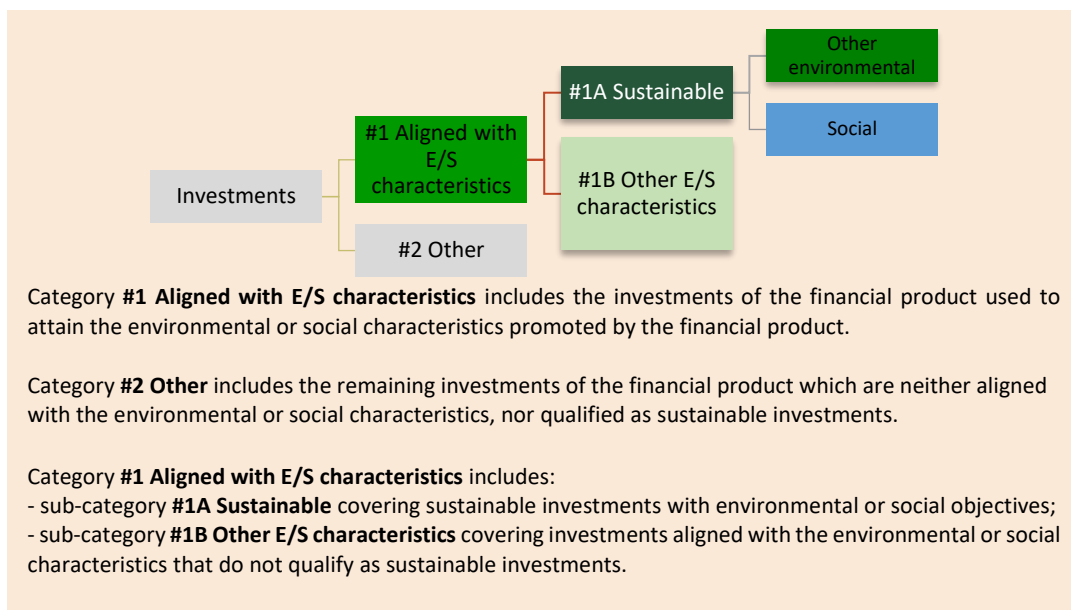 Other
environmental
#1A Sustainable
Social
#1 Aligned with
E/S
characteristics
#1B Other E/S
characteristics
Investments
#2 Other
Category #1 Aligned with E/S characteristics includes the investments of the financial product used to
attain the environmental or social characteristics promoted by the financial product.
Category #2 Other includes the remaining investments of the financial product which are neither aligned
with the environmental or social characteristics, nor qualified as sustainable investments.
Category #1 Aligned with E/S characteristics includes:
- sub-category #1A Sustainable covering sustainable investments with environmental or social objectives;
- sub-category #1B Other E/S characteristics covering investments aligned with the environmental or social
characteristics that do not qualify as sustainable investments.